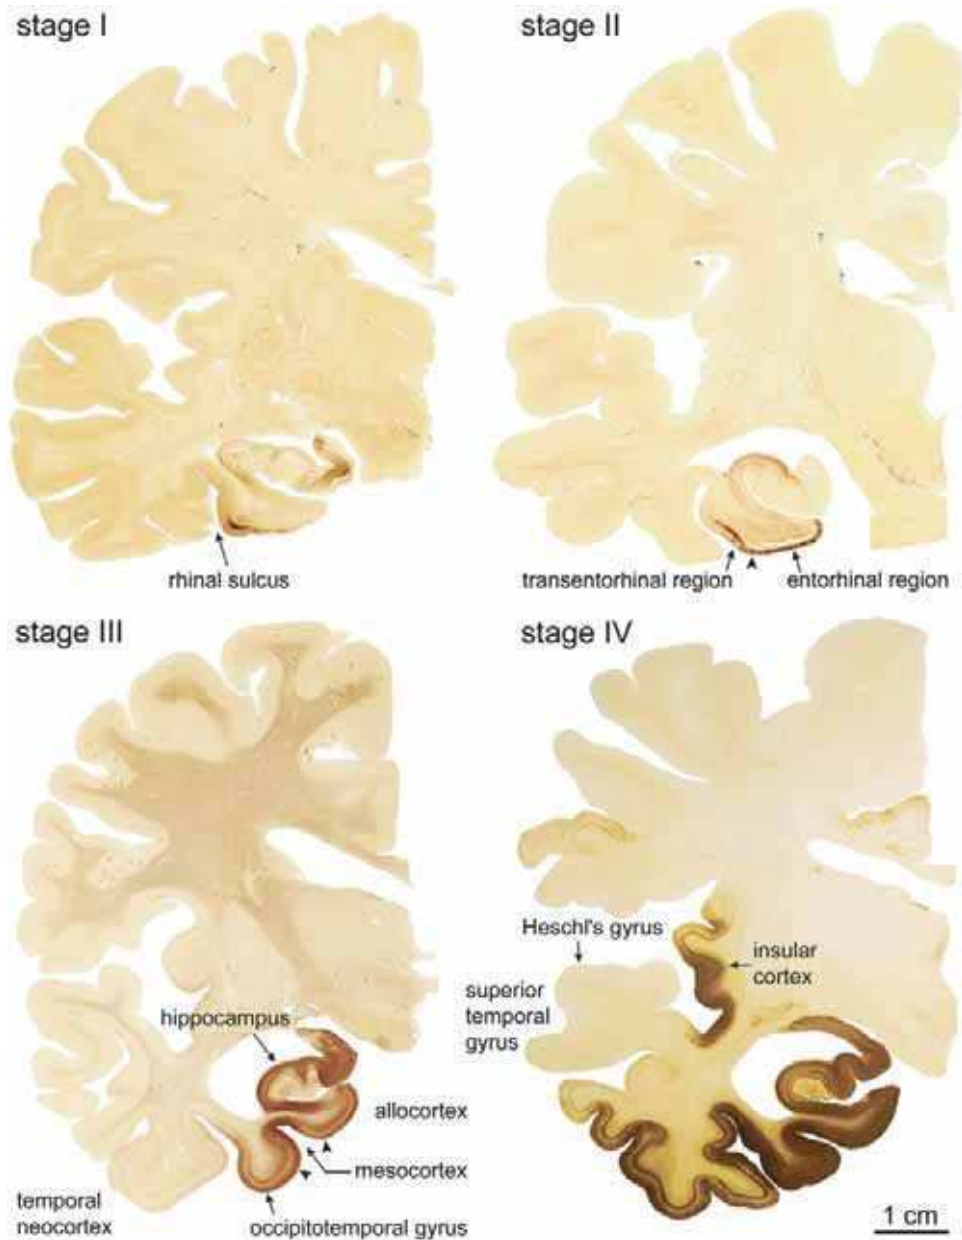 stage I
stage II
rhinal sulcus
transentorhinal region
entorhinal region
stage III
stage IV
Heschl's gyrus
insular
cortex
superior
temporal
gyrus
hippocampus
allocortex
mesocortex
temporal
neocortex
occipitotemporal gyrus
1 cm